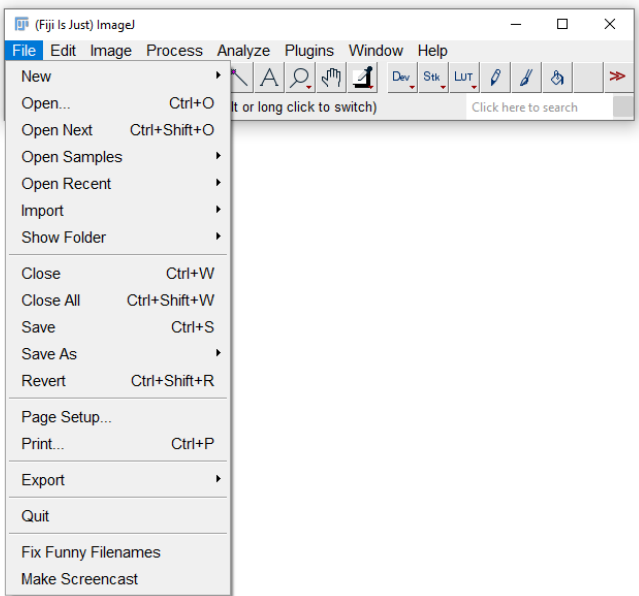 (Fiji Is Just) ImageJ
File Edit Image Process Analyze Plugins Window Help
A Dev Stk LUT
lt or long click to switch) Click here to search
New
Open... Ctrl+O
Open Next Ctrl+Shift+O
Open Samples
Open Recent
Import
Show Folder
Close Ctrl+W
Close All Ctrl+Shift+W
Save Ctrl+S
Save As
Revert Ctrl+Shift+R
Page Setup...
Print... Ctrl+P
Export
Quit
Fix Funny Filenames
Make Screencast